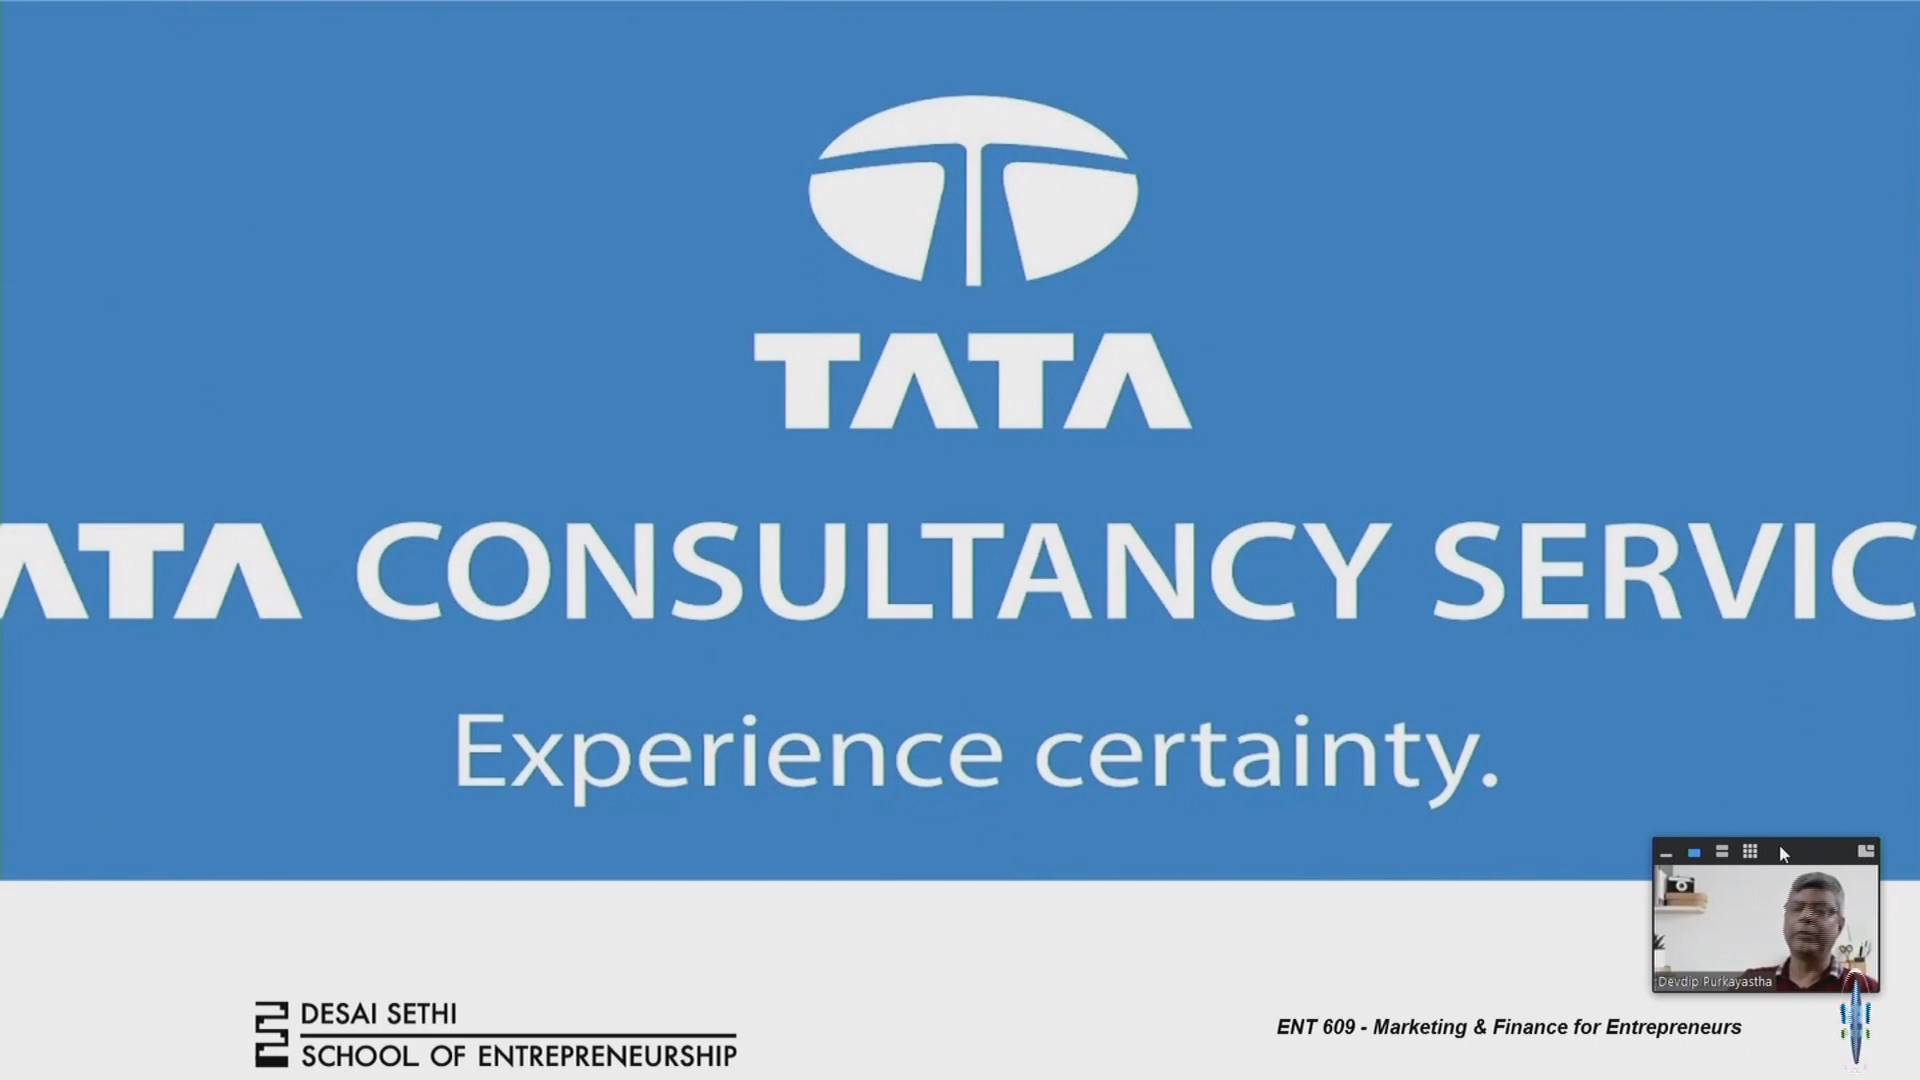 TATA
ATA CONSULTANCY SERVIC
Experience certainty.
Devdip Purkayastha
DESAI SETHI
SCHOOL OF ENTREPRENEURSHIP
ENT 609 - Marketing & Finance for Entrepreneurs